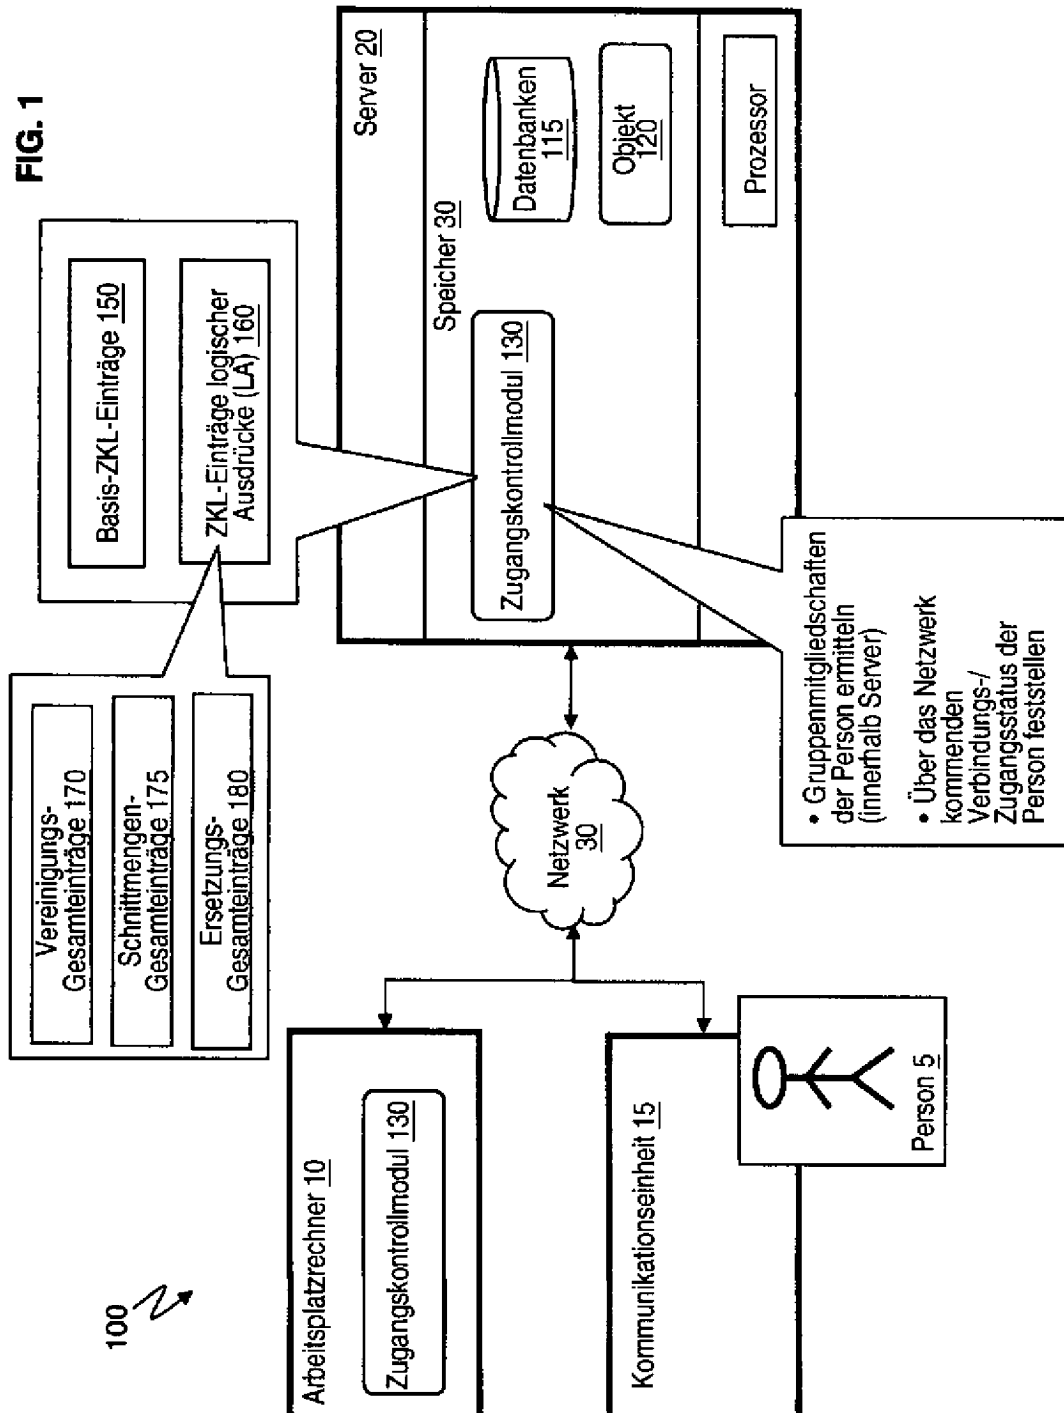 FIG. 1
100
Vereinigungs-
Gesamteinträge 170
Schnittmengen-
Gesamteinträge 175
Ersetzungs-
Gesamteinträge 180
Basis-ZKL-Einträge 150
ZKL-Einträge logischer
Ausdrücke (LA) 160
Arbeitsplatzrechner 10
Zugangskontrollmodul 130
Kommunikationseinheit 15
Person 5
Netzwerk
30
Server 20
Speicher 30
Zugangskontrollmodul 130
Datenbanken
115
Objekt
120
Prozessor
• Gruppenmitgliedschaften
der Person ermitteln
(innerhalb Server)
• Über das Netzwerk
kommenden
Verbindungs-/
Zugangsstatus der
Person feststellen